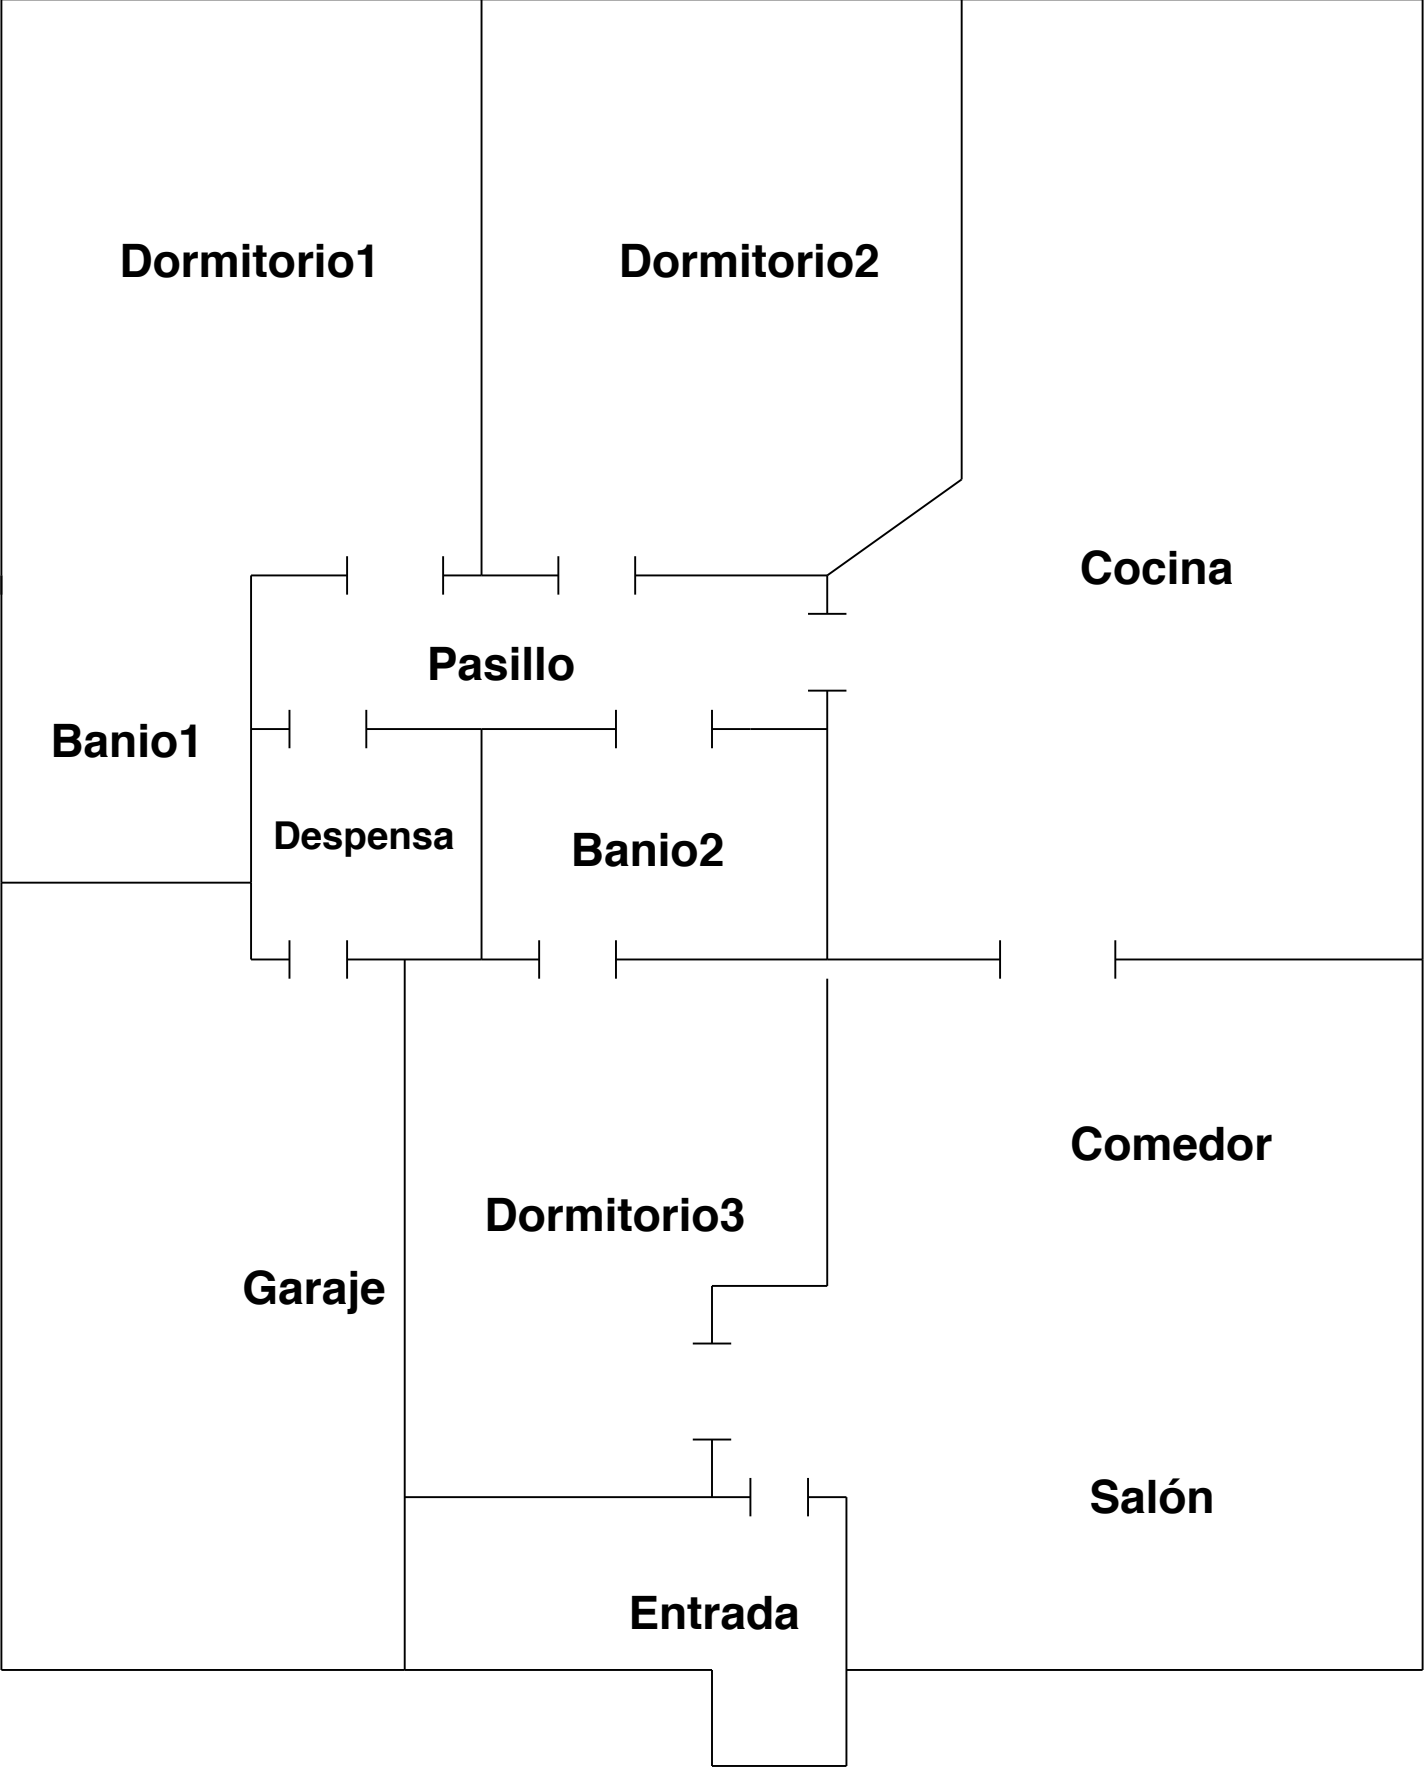 Dormitorio1
Dormitorio2
Cocina
Pasillo
Banio1
Despensa
Banio2
Comedor
Dormitorio3
Garaje
Salón
Entrada